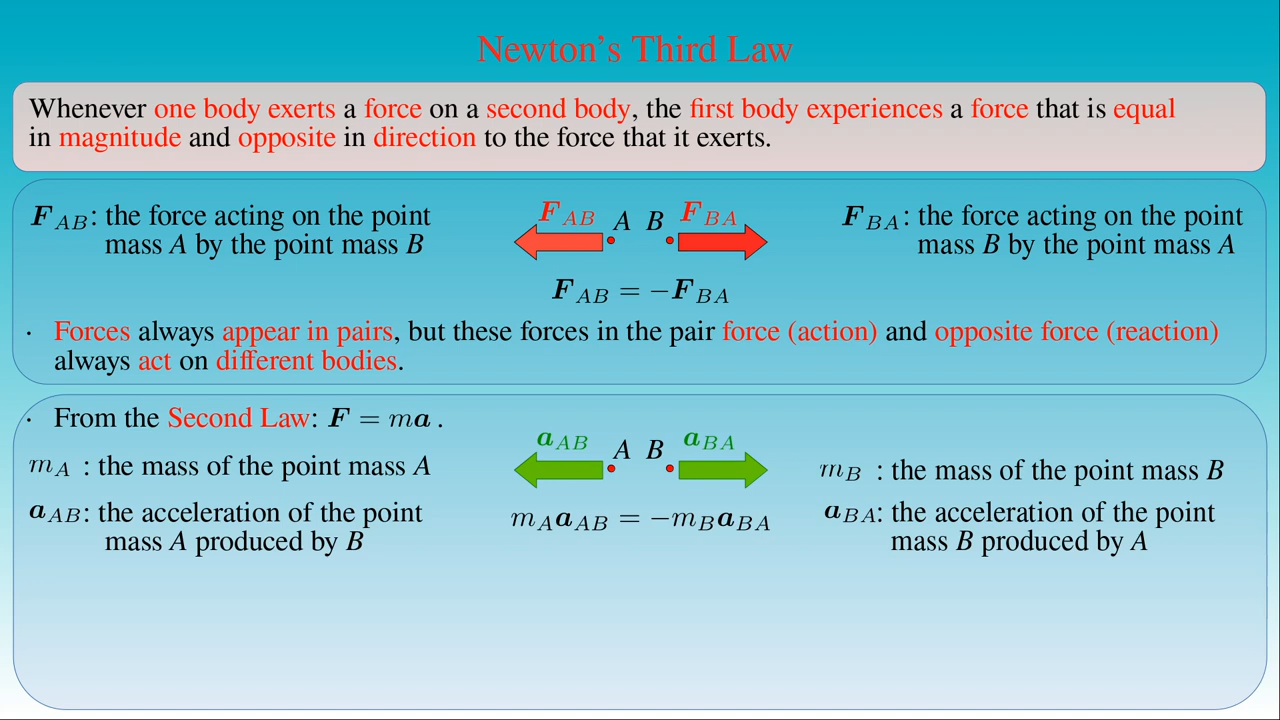 Newton's Third Law
Whenever one body exerts a force on a second body, the first body experiences a force that is equal
in magnitude and opposite in direction to the force that it exerts.
F_AB: the force acting on the point
mass A by the point mass B
F_AB A B F_BA
F_BA: the force acting on the point
mass B by the point mass A
F_AB = −F_BA
· Forces always appear in pairs, but these forces in the pair force (action) and opposite force (reaction)
always act on different bodies.
· From the Second Law: F = ma .
m_A : the mass of the point mass A
a_AB: the acceleration of the point
mass A produced by B
a_AB A B a_BA
m_A a_AB = −m_B a_BA
m_B : the mass of the point mass B
a_BA: the acceleration of the point
mass B produced by A